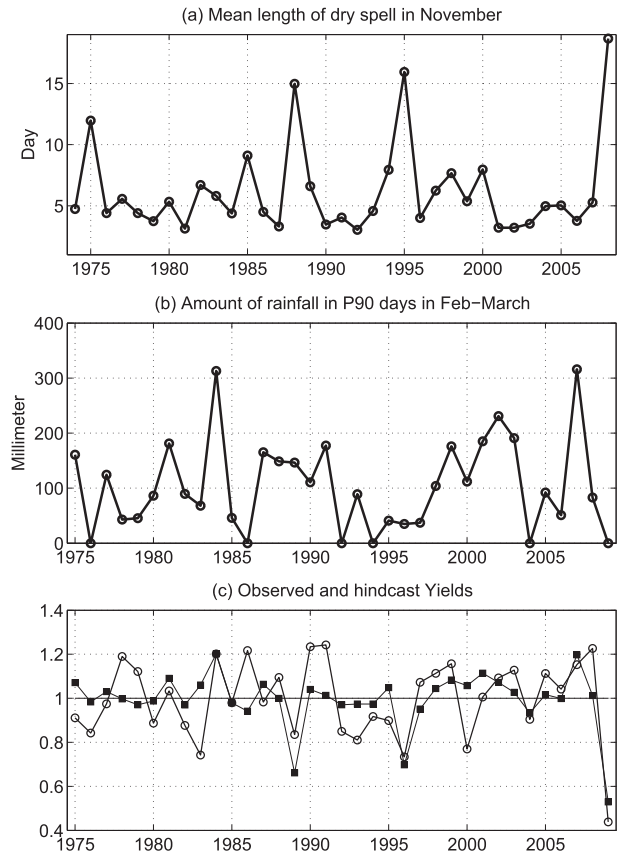 (a) Mean length of dry spell in November
15
10
5
Day
1975 1980 1985 1990 1995 2000 2005
(b) Amount of rainfall in P90 days in Feb−March
400
300
200
100
0
Millimeter
1975 1980 1985 1990 1995 2000 2005
(c) Observed and hindcast Yields
1.4
1.2
1
0.8
0.6
0.4
1975 1980 1985 1990 1995 2000 2005